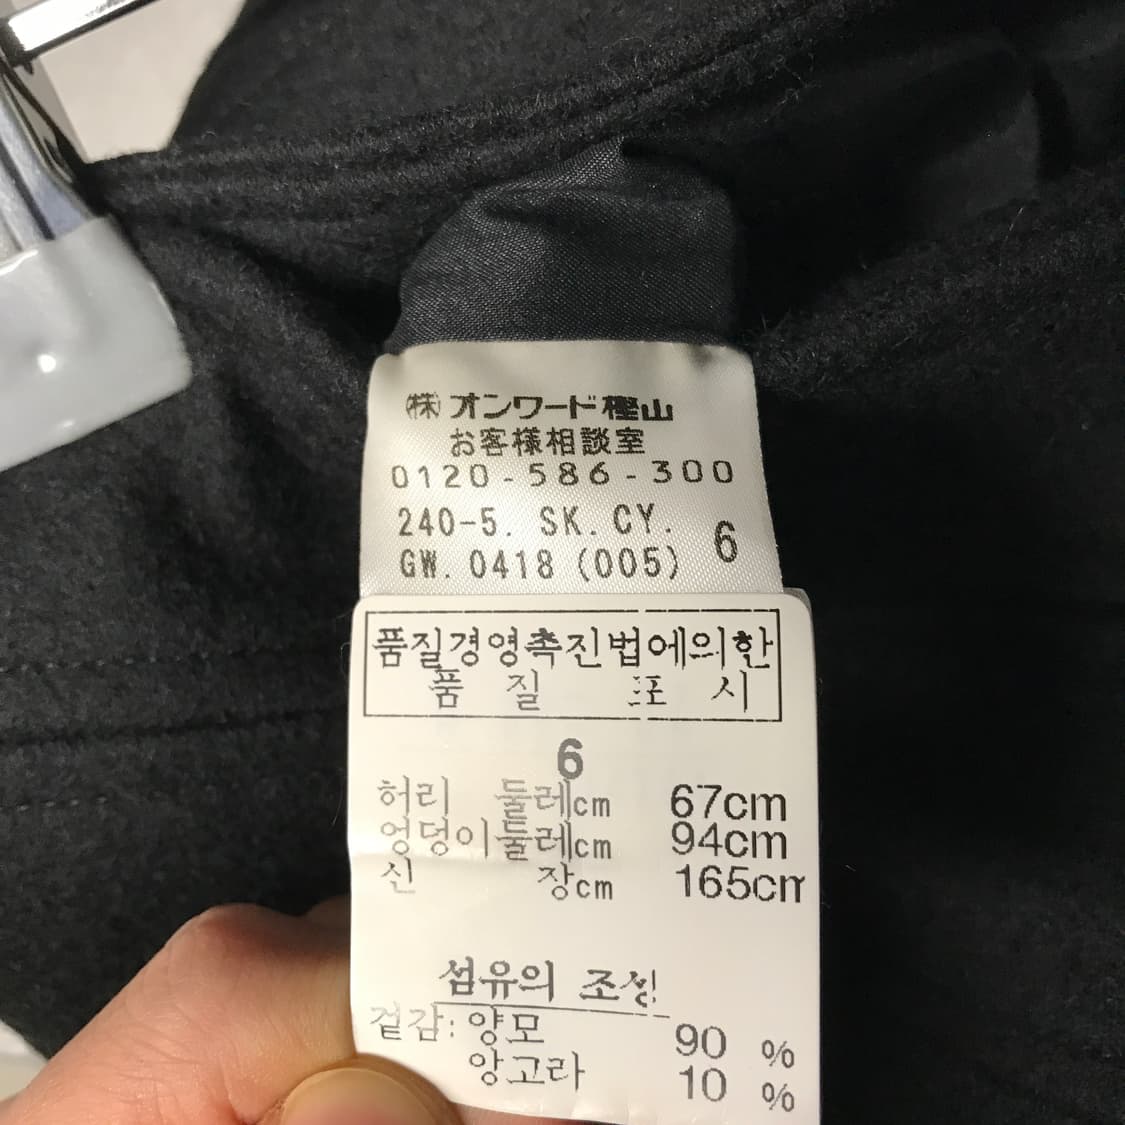 ㈱オンワード樫山
お客様相談室
0120-586-300
240-5. SK.CY.
GW.0418(005) 6
품질경영촉진법에의한
품 질 표 시
6
허리 둘레cm 67cm
엉덩이둘레cm 94cm
신 장cm 165cm
섬유의 조성
겉감: 양모 90 %
앙고라 10 %